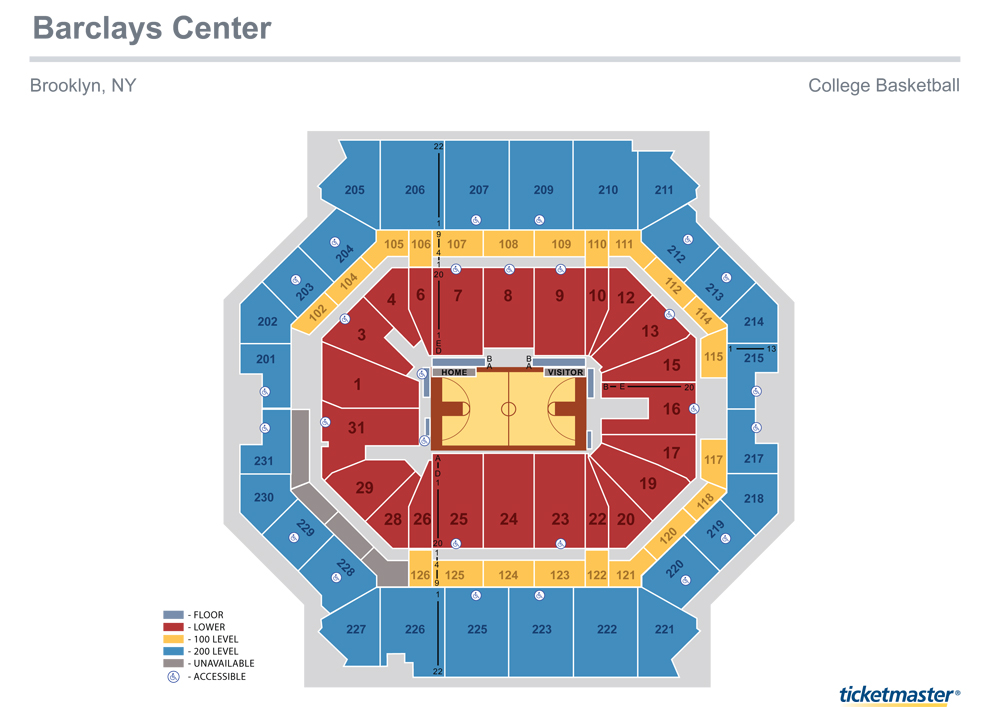 Barclays Center
Brooklyn, NY
College Basketball
22
205 206 207 209 210 211
1
204 105 106 9 107 108 109 110 111 212
4
1
203 104 112 213
20
102 4 6 7 8 9 10 12 114
202 3 13 214
1
E
D
201 115 1 13
215
B B
A A
15
HOME VISITOR
1 B E 20
16
31
A
D
1
231 17 117 217
230 29 19 218
229 28 26 25 24 23 22 20 118 219
20
120
228 1 220
4
126 9 125 124 123 122 121
1
227 226 225 223 222 221
22
- FLOOR
- LOWER
- 100 LEVEL
- 200 LEVEL
- UNAVAILABLE
- ACCESSIBLE
ticketmaster®